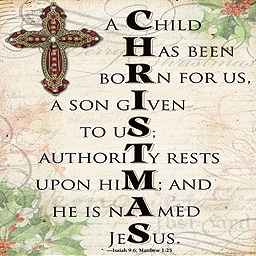 A CHILD
HAS BEEN
BORN FOR US,
A SON GIVEN
TO US;
AUTHORITY RESTS
UPON HIM; AND
HE IS NAMED
JESUS.
—Isaiah 9:6; Matthew 1:25